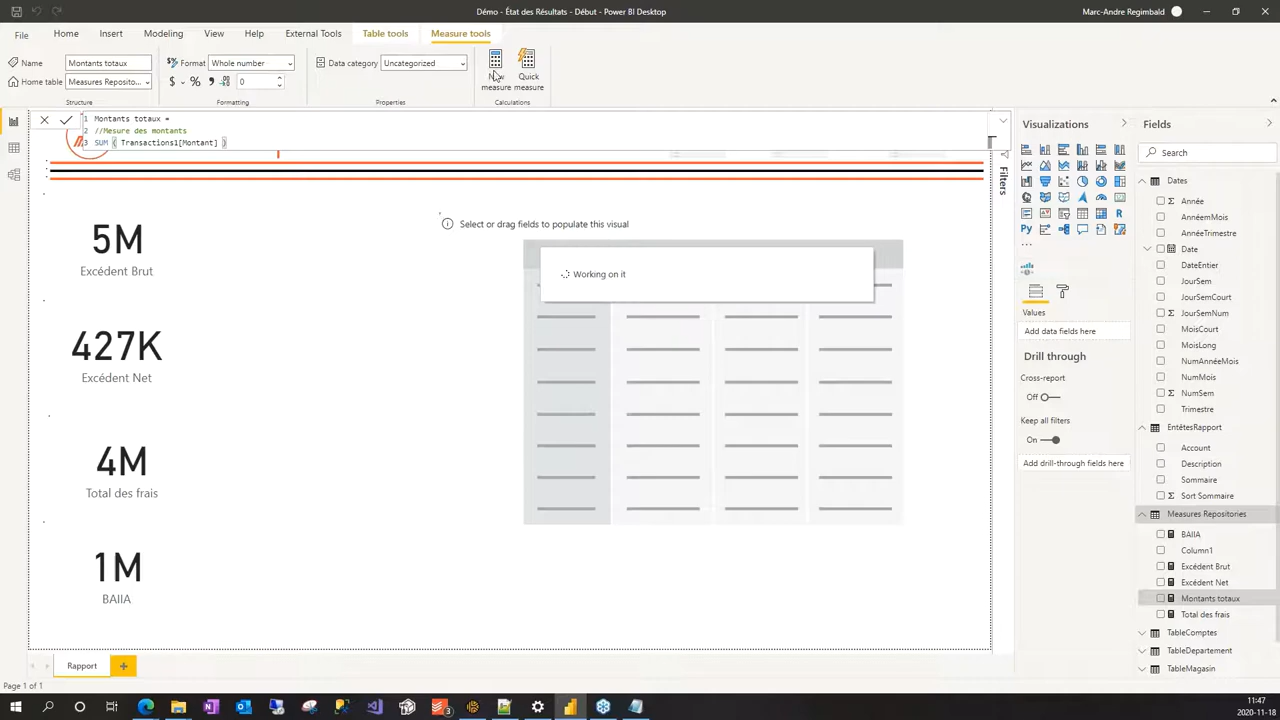 Démo - État des Résultats - Début - Power BI Desktop
Marc-Andre Regimbald
File
Home
Insert
Modeling
View
Help
External Tools
Table tools
Measure tools
Name
Montants totaux
Format
Whole number
Data category
Uncategorized
Home table
Measures Reposito...
$
%
0
New
measure
Quick
measure
Structure
Formatting
Properties
Calculations
1 Montants totaux =
2 //Mesure des montants
3 SUM ( Transactions1[Montant] )
5M
Excédent Brut
427K
Excédent Net
4M
Total des frais
1M
BAIIA
Select or drag fields to populate this visual
Working on it
Filters
Visualizations
R
Py
Values
Add data fields here
Drill through
Cross-report
Off
Keep all filters
On
Add drill-through fields here
Fields
Search
Dates
Année
AnnéemMois
AnnéeTrimestre
Date
DateEntier
JourSem
JourSemCourt
JourSemNum
MoisCourt
MoisLong
NumAnnéeMois
NumMois
NumSem
Trimestre
EntêtesRapport
Account
Description
Sommaire
Sort Sommaire
Measures Repositories
BAIIA
Column1
Excédent Brut
Excédent Net
Montants totaux
Total des frais
TableComptes
TableDepartement
TableMagasin
Rapport
Page 1 of 1
11:47
2020-11-18